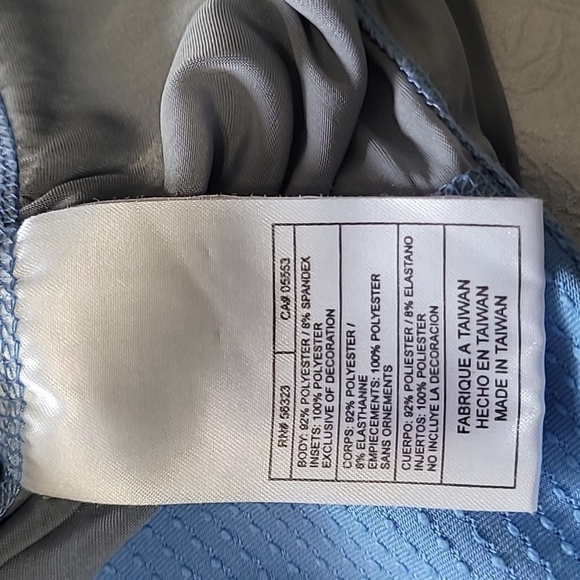 RN# 56323 CA# 05553
BODY: 92% POLYESTER / 8% SPANDEX
INSETS: 100% POLYESTER
EXCLUSIVE OF DECORATION
CORPS: 92% POLYESTER /
8% ELASTHANNE
EMPIECEMENTS: 100% POLYESTER
SANS ORNEMENTS
CUERPO: 92% POLIESTER / 8% ELASTANO
INJERTOS: 100% POLIESTER
NO INCLUYE LA DECORACION
FABRIQUE A TAIWAN
HECHO EN TAIWAN
MADE IN TAIWAN